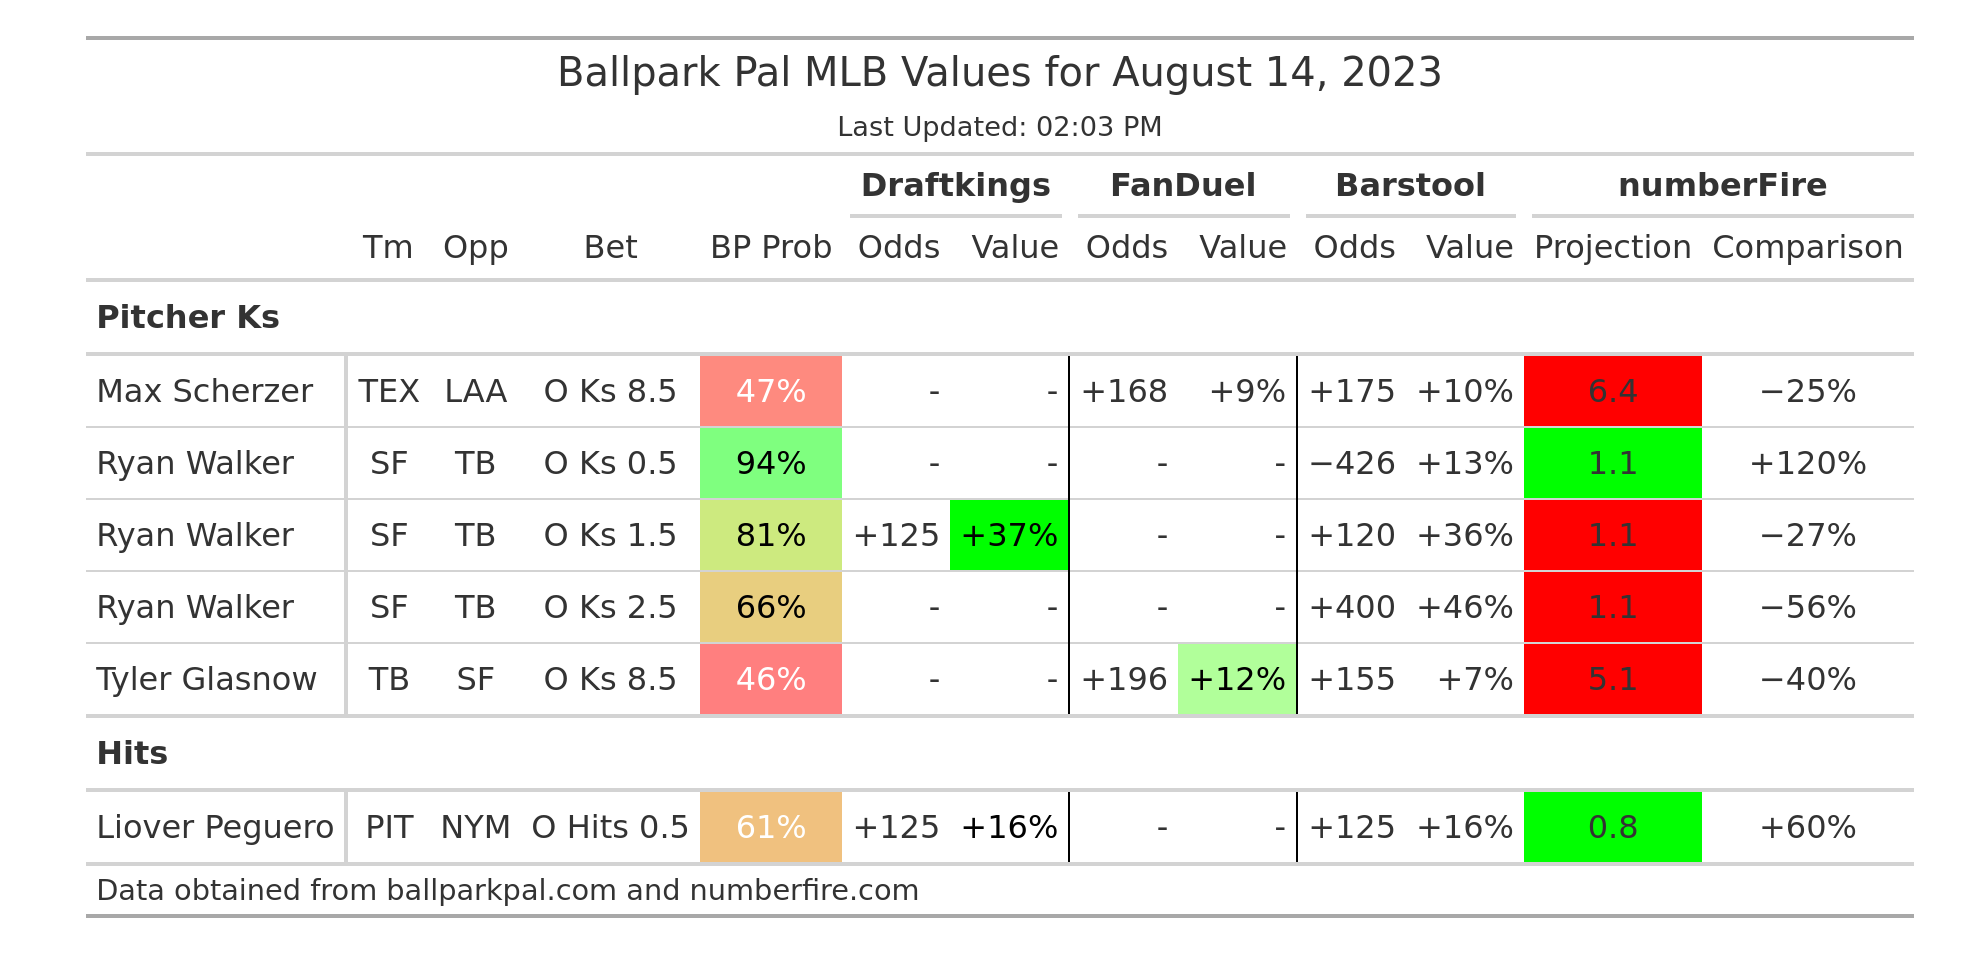 Ballpark Pal MLB Values for August 14, 2023
Last Updated: 02:03 PM
Draftkings FanDuel Barstool numberFire
Tm Opp Bet BP Prob Odds Value Odds Value Odds Value Projection Comparison
Pitcher Ks
Max Scherzer TEX LAA O Ks 8.5 47% - - +168 +9% +175 +10% 6.4 −25%
Ryan Walker SF TB O Ks 0.5 94% - - - - −426 +13% 1.1 +120%
Ryan Walker SF TB O Ks 1.5 81% +125 +37% - - +120 +36% 1.1 −27%
Ryan Walker SF TB O Ks 2.5 66% - - - - +400 +46% 1.1 −56%
Tyler Glasnow TB SF O Ks 8.5 46% - - +196 +12% +155 +7% 5.1 −40%
Hits
Liover Peguero PIT NYM O Hits 0.5 61% +125 +16% - - +125 +16% 0.8 +60%
Data obtained from ballparkpal.com and numberfire.com